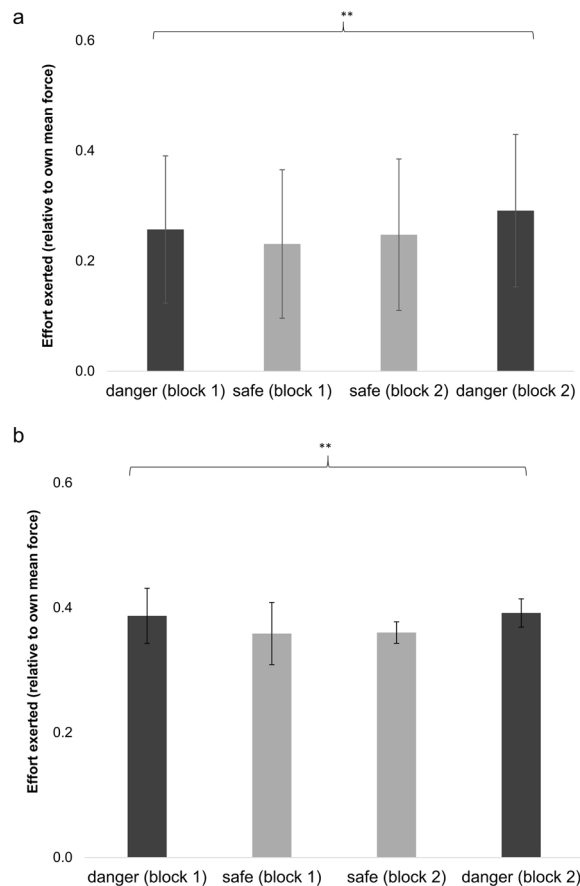 a
**
Effort exerted (relative to own mean force)
0.6
0.4
0.2
0.0
danger (block 1) safe (block 1) safe (block 2) danger (block 2)
b
**
Effort exerted (relative to own mean force)
0.6
0.4
0.2
0.0
danger (block 1) safe (block 1) safe (block 2) danger (block 2)